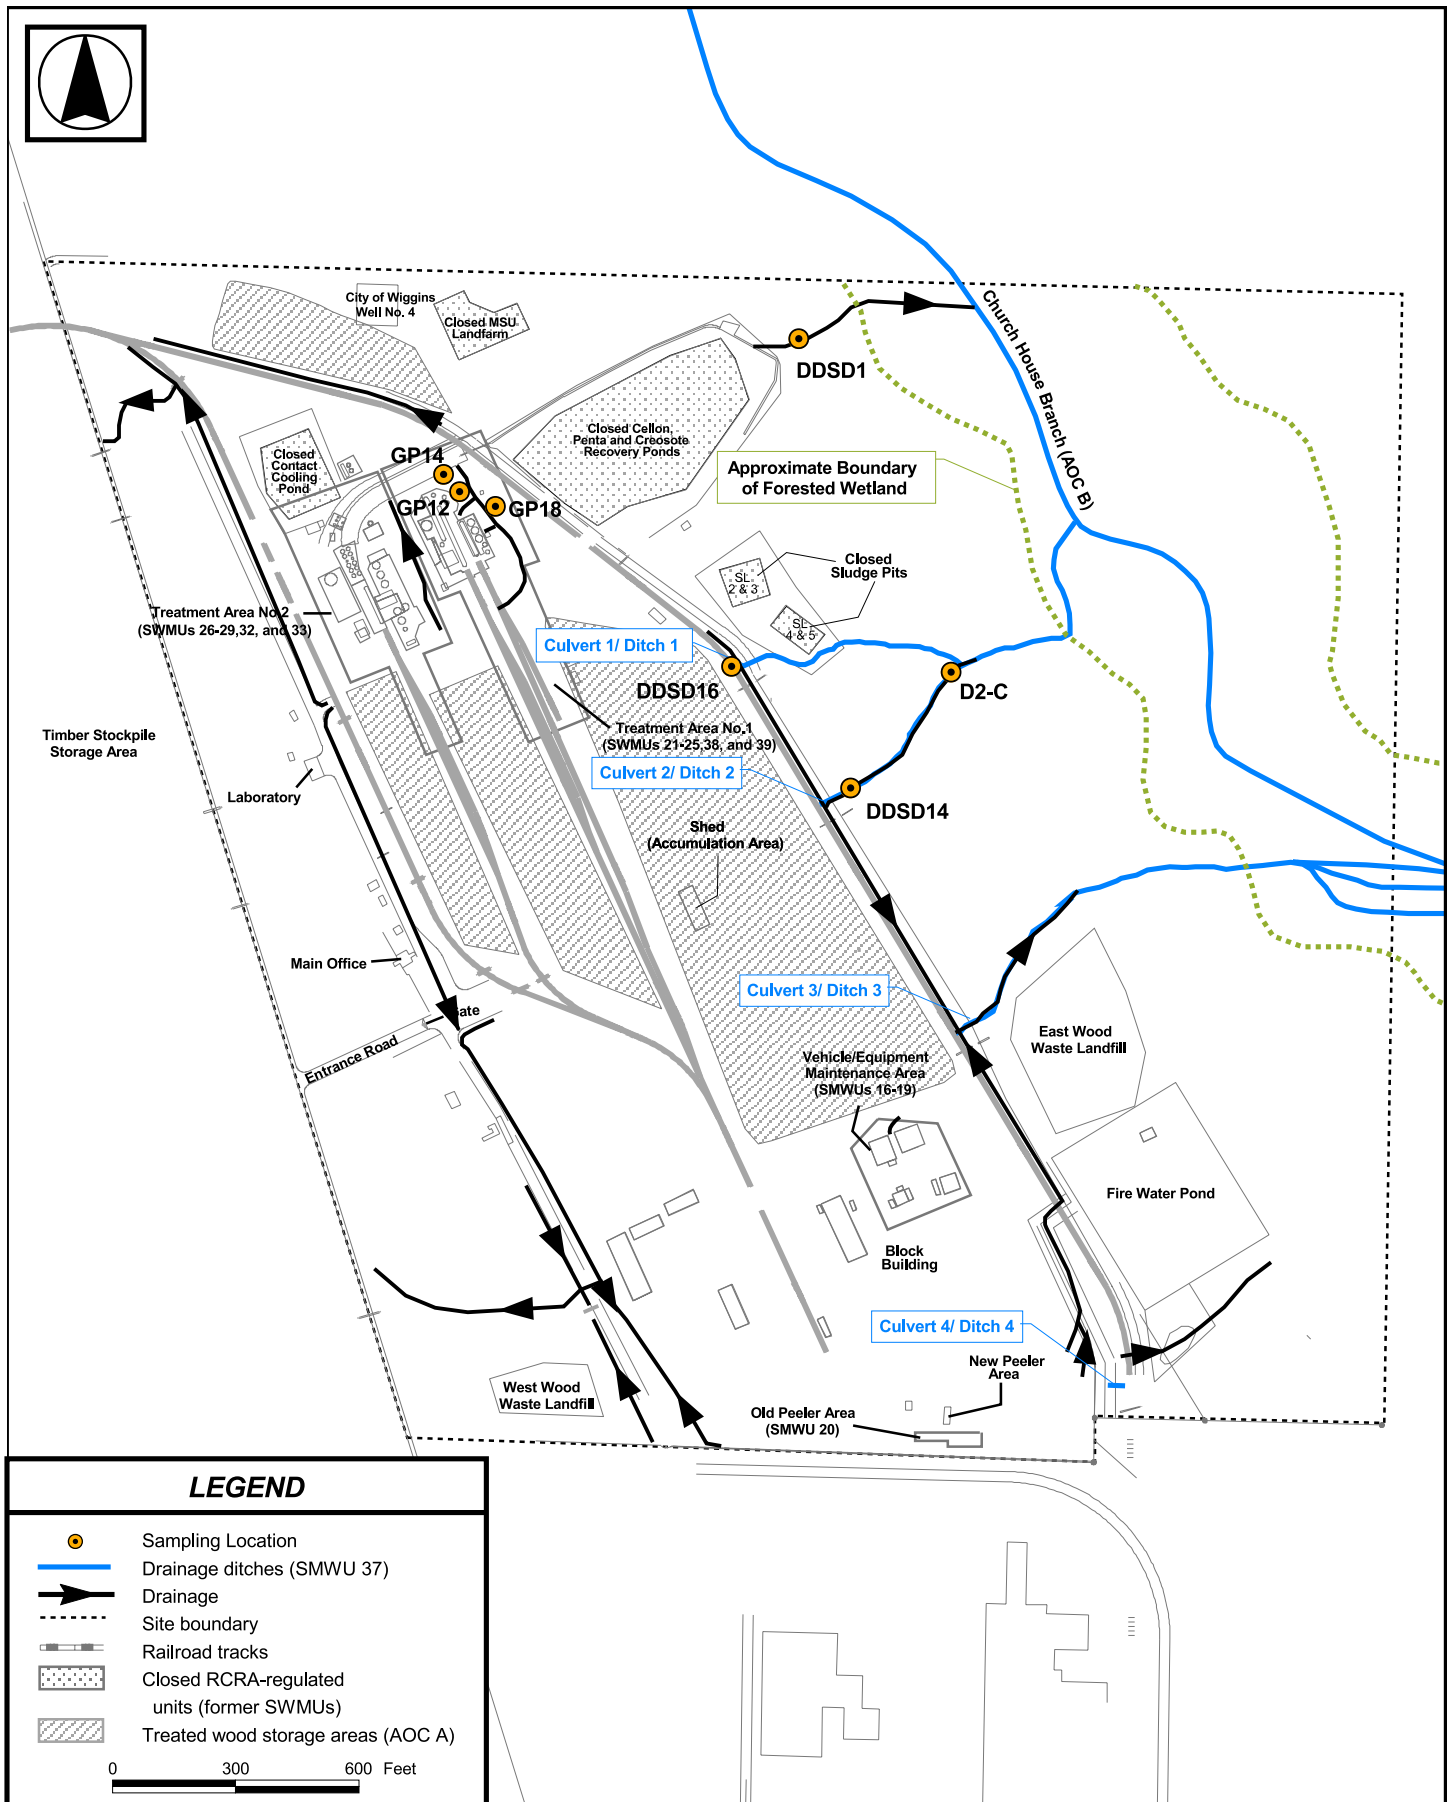 City of Wiggins
Well No. 4
Closed MSU
Landfarm
DDSD1
Church House Branch (AOC B)
Closed Cellon,
Penta and Creosote
Recovery Ponds
Closed
Contact
Cooling
Pond
GP14
GP12
GP18
Approximate Boundary
of Forested Wetland
Closed
Sludge Pits
SL
2 & 3
SL
4 & 5
Treatment Area No.2
(SWMUs 26-29,32, and 33)
Culvert 1/ Ditch 1
DDSD16
D2-C
Treatment Area No.1
(SWMUs 21-25,38, and 39)
Timber Stockpile
Storage Area
Culvert 2/ Ditch 2
Laboratory
DDSD14
Shed
(Accumulation Area)
Main Office
Culvert 3/ Ditch 3
Gate
Entrance Road
East Wood
Waste Landfill
Vehicle/Equipment
Maintenance Area
(SMWUs 16-19)
Fire Water Pond
Block
Building
Culvert 4/ Ditch 4
New Peeler
Area
West Wood
Waste Landfill
Old Peeler Area
(SMWU 20)
LEGEND
Sampling Location
Drainage ditches (SMWU 37)
Drainage
Site boundary
Railroad tracks
Closed RCRA-regulated
units (former SWMUs)
Treated wood storage areas (AOC A)
0 300 600 Feet